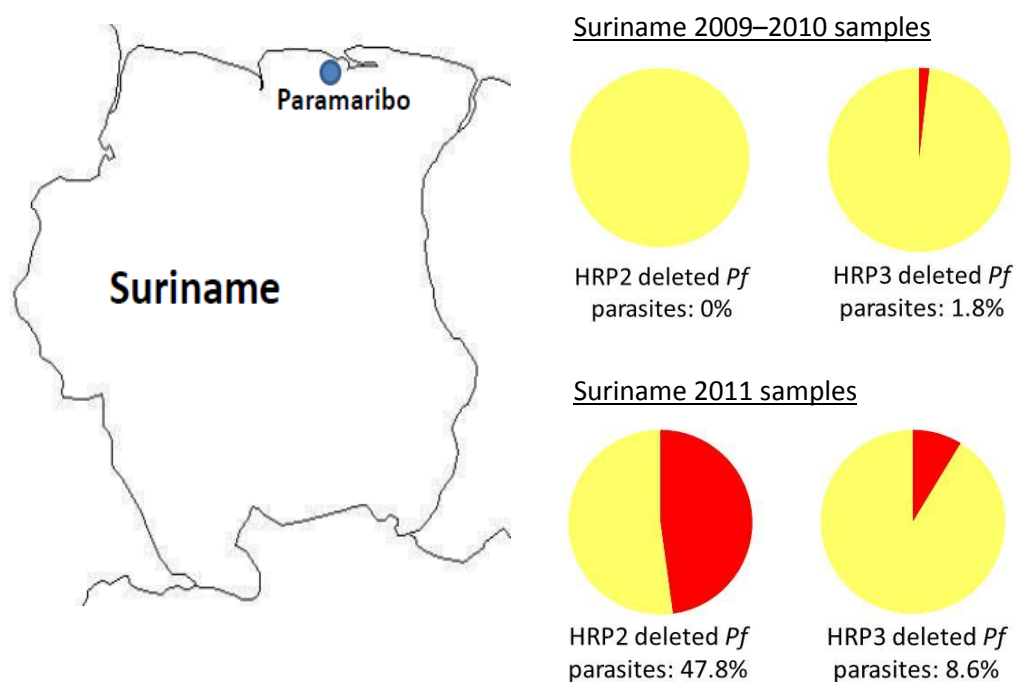 Paramaribo
Suriname
Suriname 2009–2010 samples
HRP2 deleted Pf
parasites: 0%
HRP3 deleted Pf
parasites: 1.8%
Suriname 2011 samples
HRP2 deleted Pf
parasites: 47.8%
HRP3 deleted Pf
parasites: 8.6%